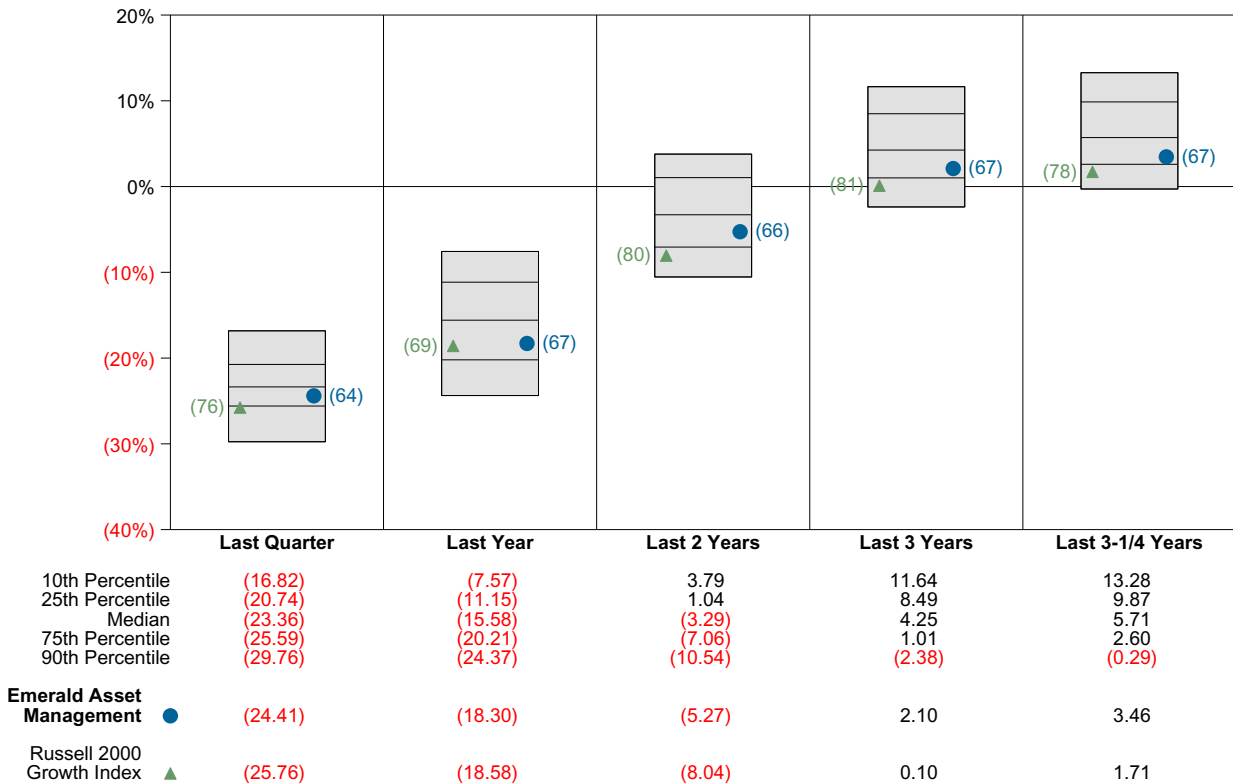 20%
10%
0%
(10%)
(20%)
(30%)
(40%)
(76) (64)
(69) (67)
(80) (66)
(81) (67)
(78) (67)
Last Quarter Last Year Last 2 Years Last 3 Years Last 3-1/4 Years
10th Percentile (16.82) (7.57) 3.79 11.64 13.28
25th Percentile (20.74) (11.15) 1.04 8.49 9.87
Median (23.36) (15.58) (3.29) 4.25 5.71
75th Percentile (25.59) (20.21) (7.06) 1.01 2.60
90th Percentile (29.76) (24.37) (10.54) (2.38) (0.29)
Emerald Asset
Management (24.41) (18.30) (5.27) 2.10 3.46
Russell 2000
Growth Index (25.76) (18.58) (8.04) 0.10 1.71